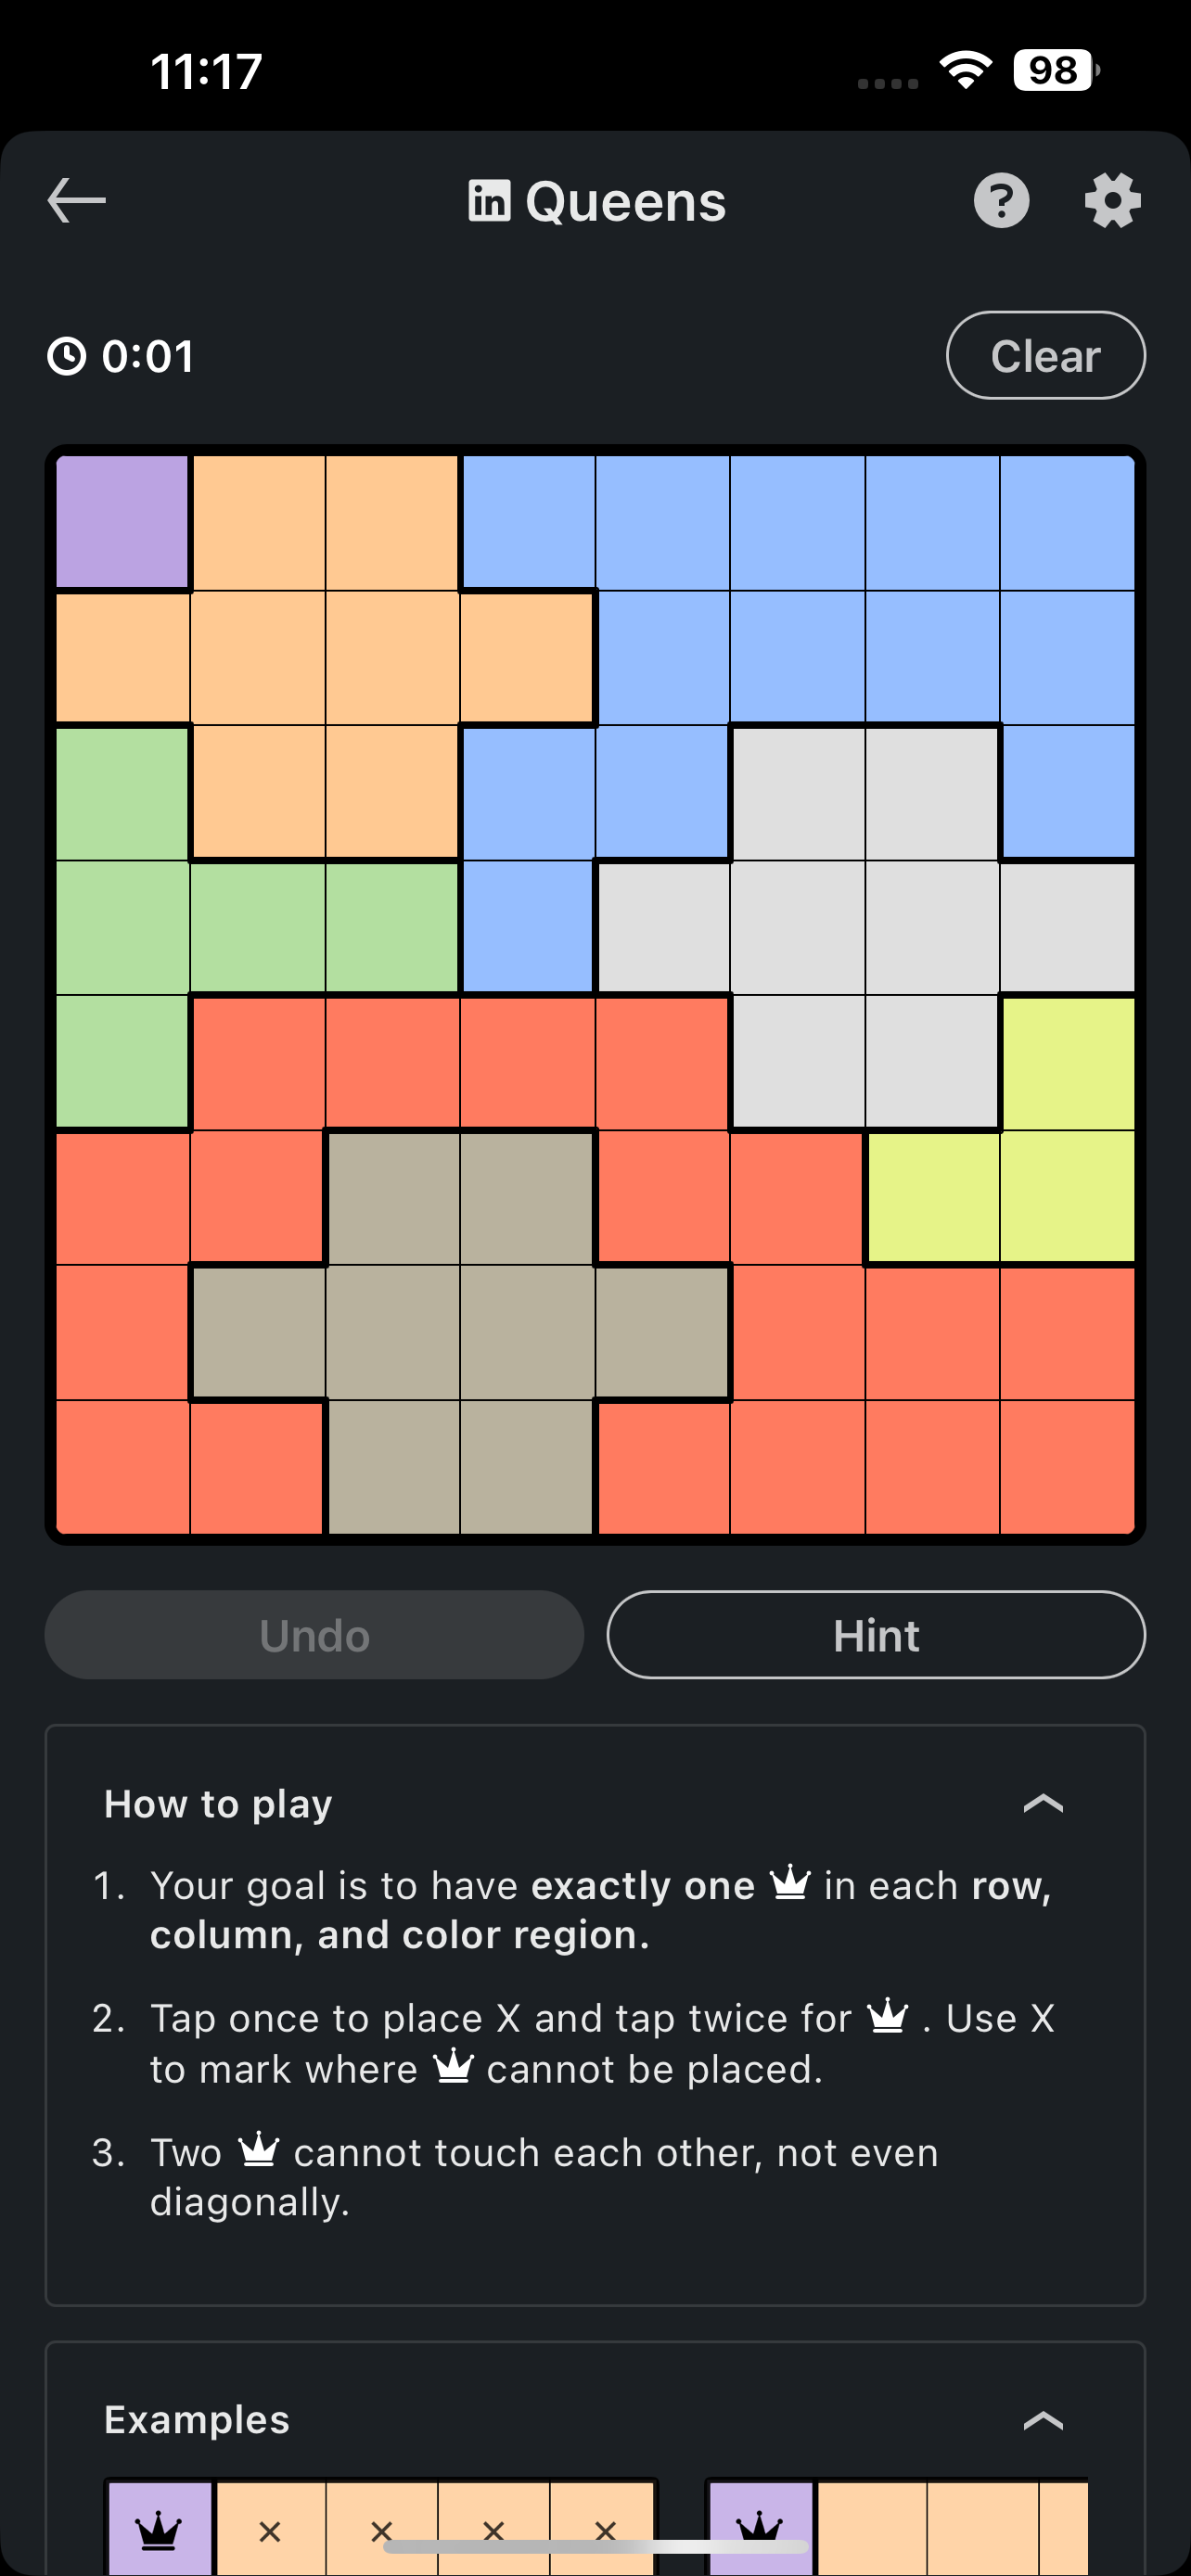 11:17
98
in Queens
?
0:01
Clear
Undo
Hint
How to play
1. Your goal is to have exactly one in each row,
column, and color region.
2. Tap once to place X and tap twice for . Use X
to mark where cannot be placed.
3. Two cannot touch each other, not even
diagonally.
Examples
× × × ×